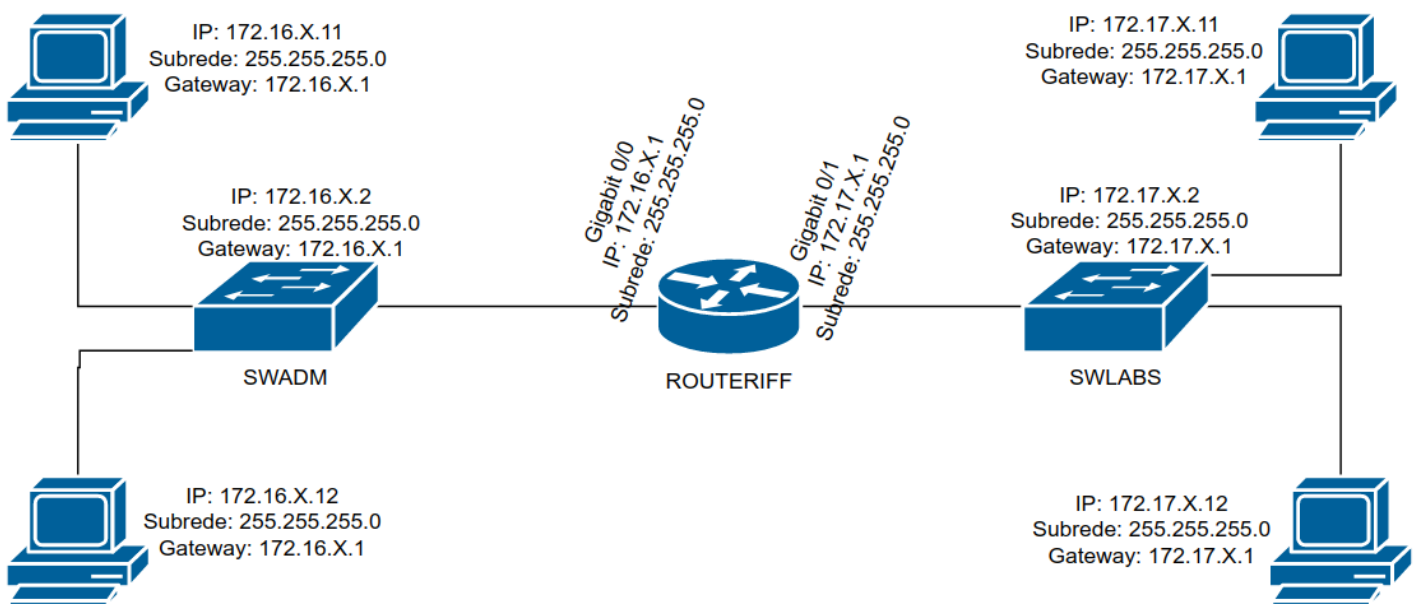 IP: 172.16.X.11
Subrede: 255.255.255.0
Gateway: 172.16.X.1
IP: 172.17.X.11
Subrede: 255.255.255.0
Gateway: 172.17.X.1
IP: 172.16.X.2
Subrede: 255.255.255.0
Gateway: 172.16.X.1
Gigabit 0/0
IP: 172.16.X.1
Subrede: 255.255.255.0
Gigabit 0/1
IP: 172.17.X.1
Subrede: 255.255.255.0
IP: 172.17.X.2
Subrede: 255.255.255.0
Gateway: 172.17.X.1
SWADM
ROUTERIFF
SWLABS
IP: 172.16.X.12
Subrede: 255.255.255.0
Gateway: 172.16.X.1
IP: 172.17.X.12
Subrede: 255.255.255.0
Gateway: 172.17.X.1